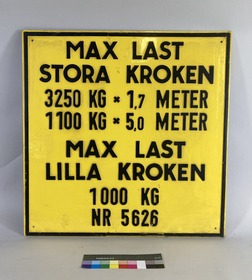 MAX LAST
STORA KROKEN
3250 KG × 1,7 METER
1100 KG × 5,0 METER
MAX LAST
LILLA KROKEN
1000 KG
NR 5626